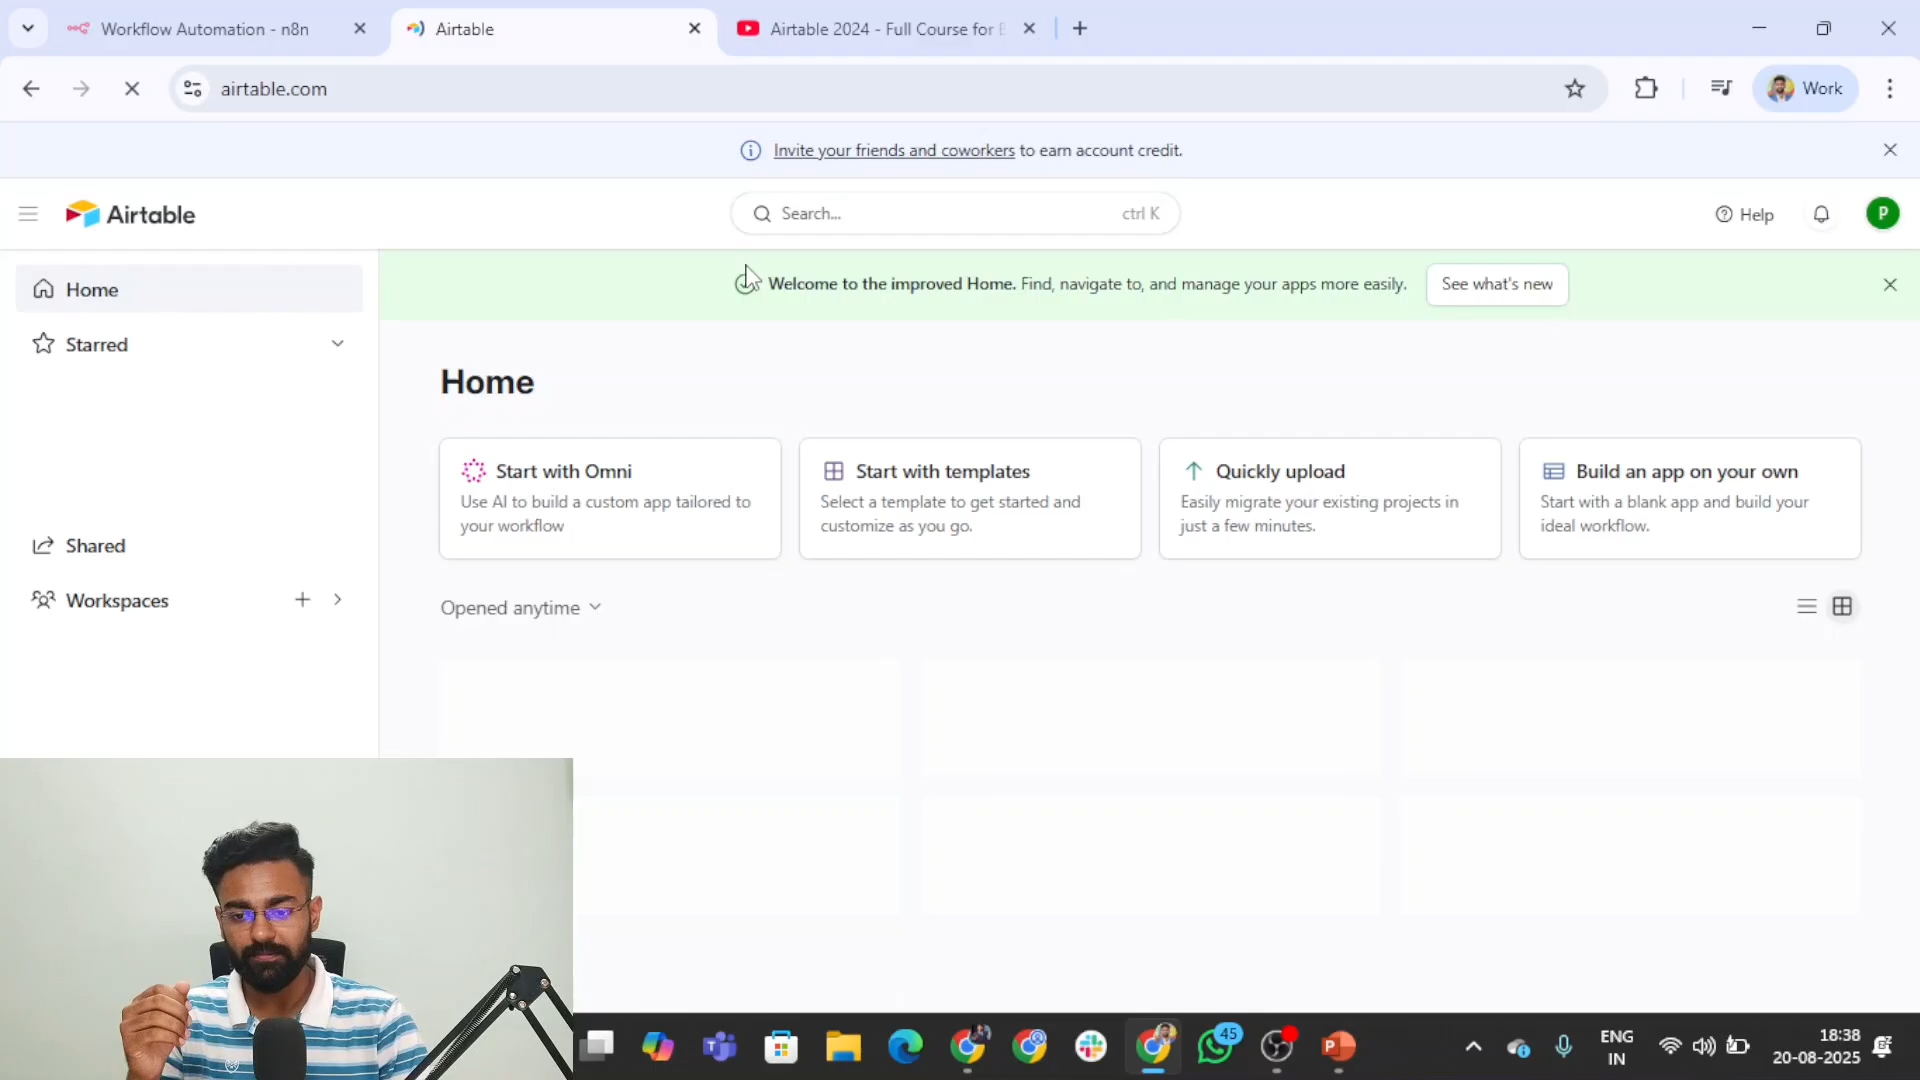 Workflow Automation - n8n
Airtable
Airtable 2024 - Full Course for
airtable.com
Work
Invite your friends and coworkers to earn account credit.
Airtable
Search...
ctrl K
Help
P
Home
Starred
Shared
Workspaces
Welcome to the improved Home. Find, navigate to, and manage your apps more easily.
See what's new
Home
Start with Omni
Use AI to build a custom app tailored to
your workflow
Start with templates
Select a template to get started and
customize as you go.
Quickly upload
Easily migrate your existing projects in
just a few minutes.
Build an app on your own
Start with a blank app and build your
ideal workflow.
Opened anytime
45
ENG
IN
18:38
20-08-2025